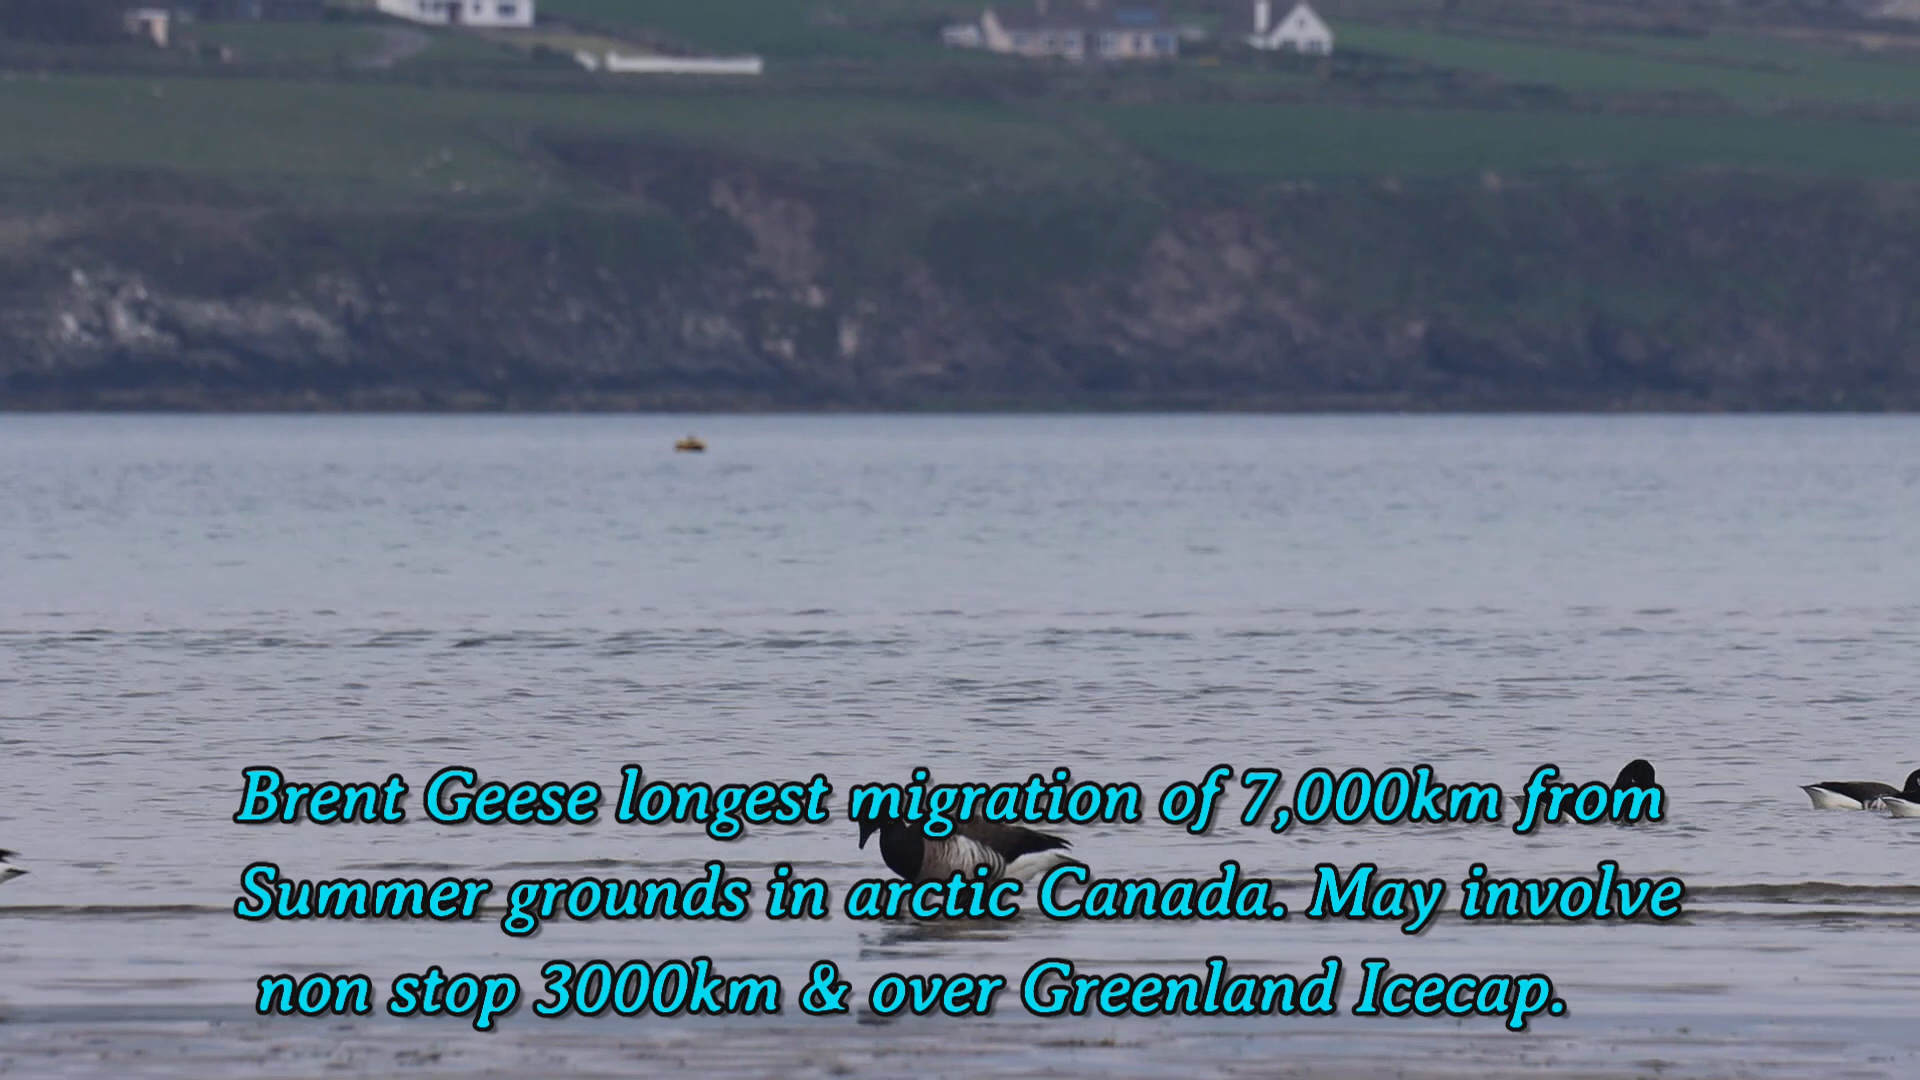 Brent Geese longest migration of 7,000km from
Summer grounds in arctic Canada. May involve
non stop 3000km & over Greenland Icecap.